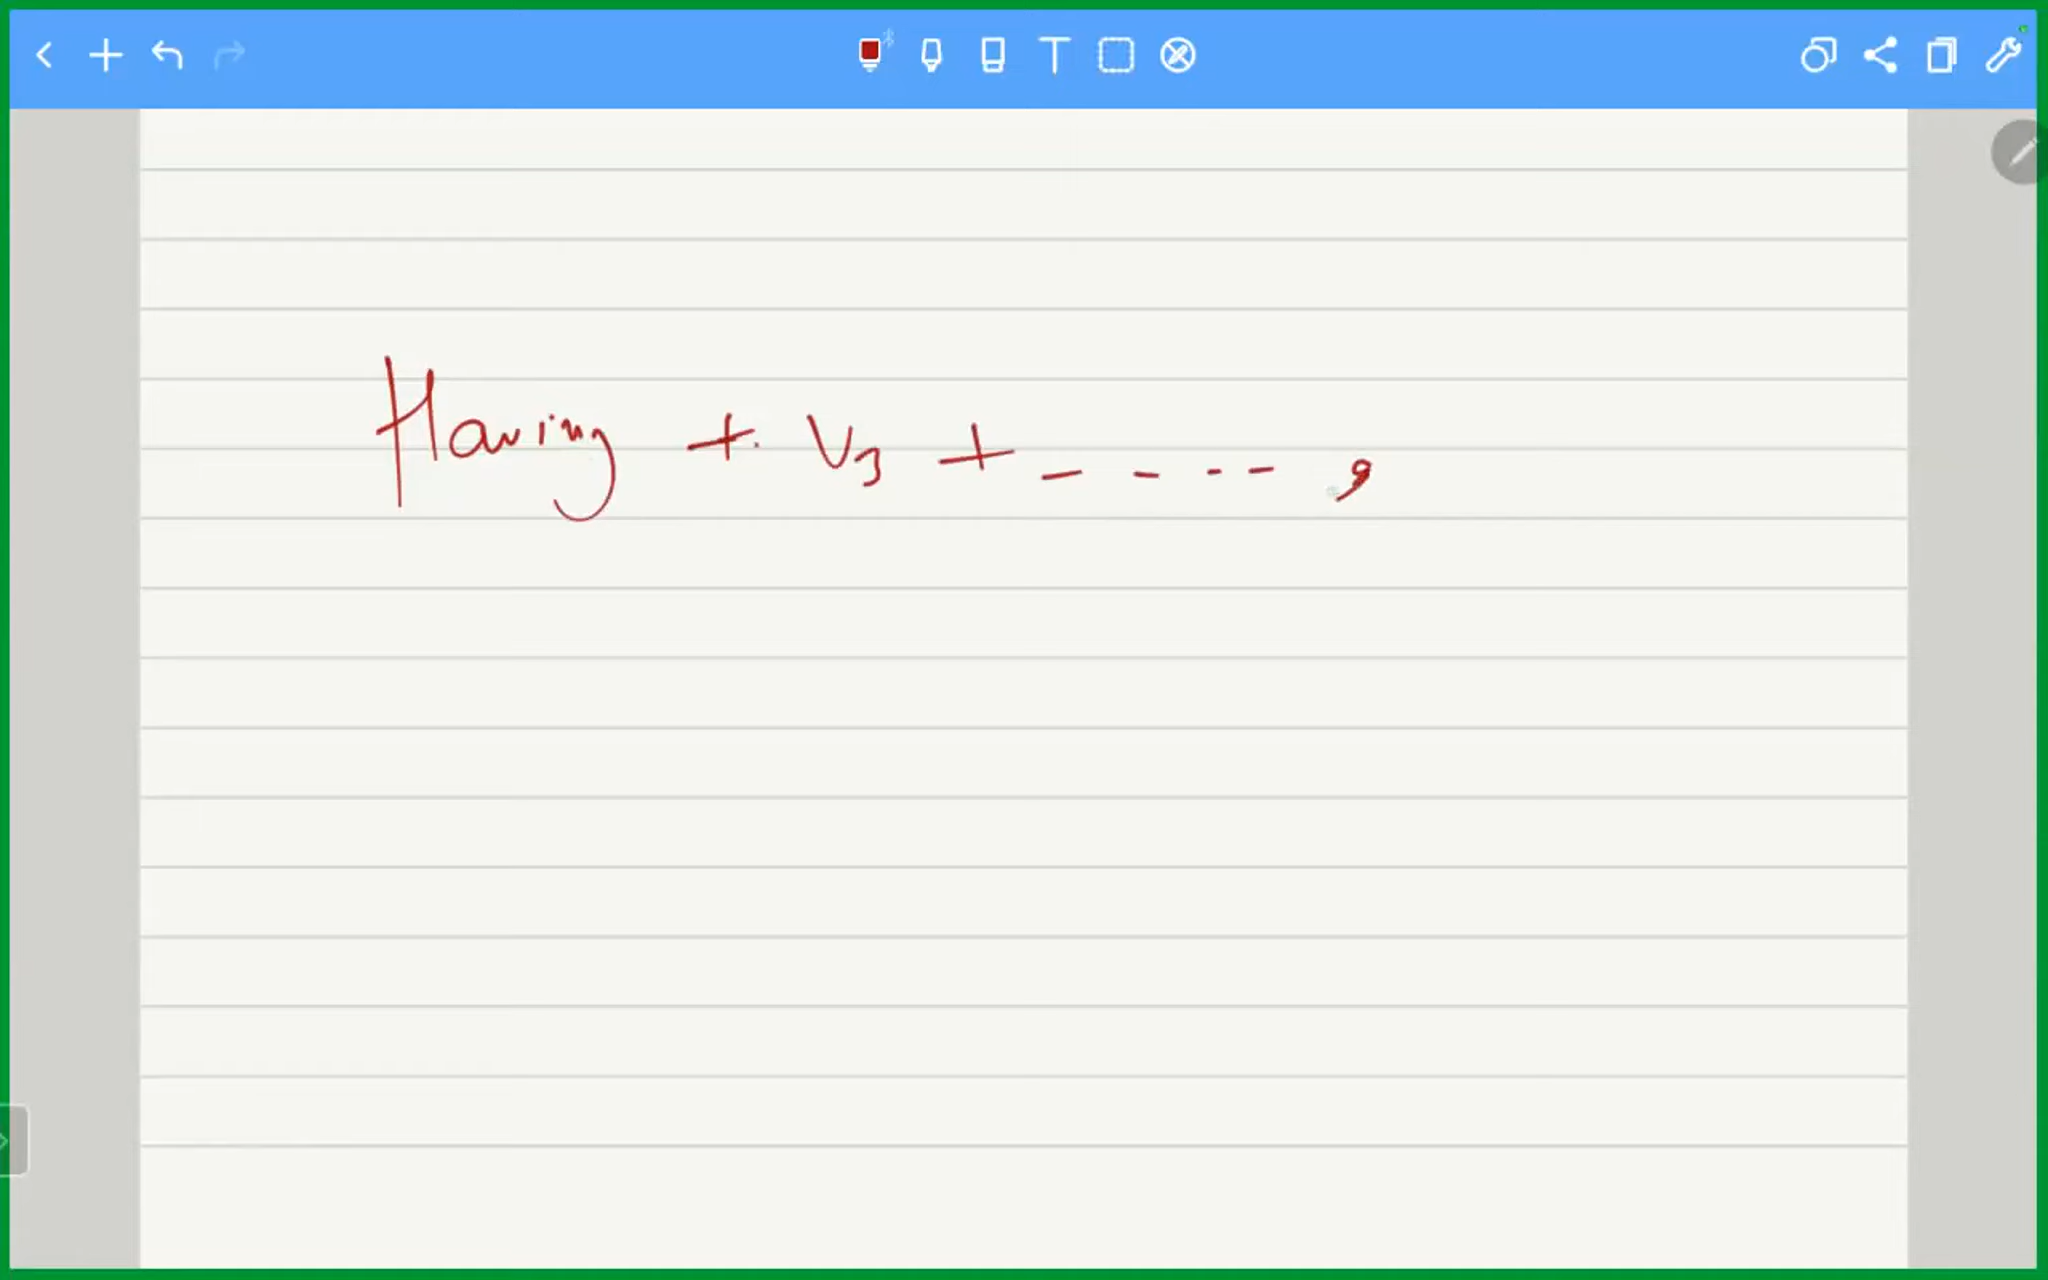 Having + V3 + - - - - ,